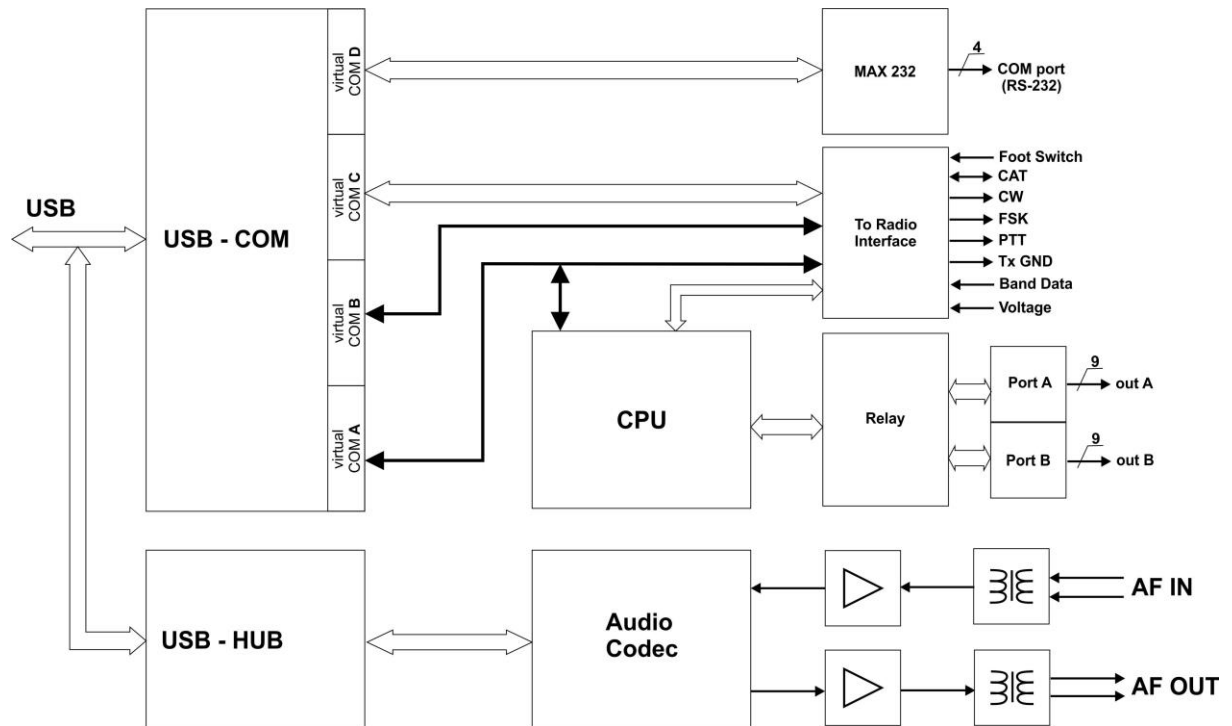 USB
USB - COM
virtual
COM D
virtual
COM C
virtual
COM B
virtual
COM A
MAX 232
4
COM port
(RS-232)
To Radio
Interface
Foot Switch
CAT
CW
FSK
PTT
Tx GND
Band Data
Voltage
CPU
Relay
Port A
9
out A
Port B
9
out B
USB - HUB
Audio
Codec
AF IN
AF OUT